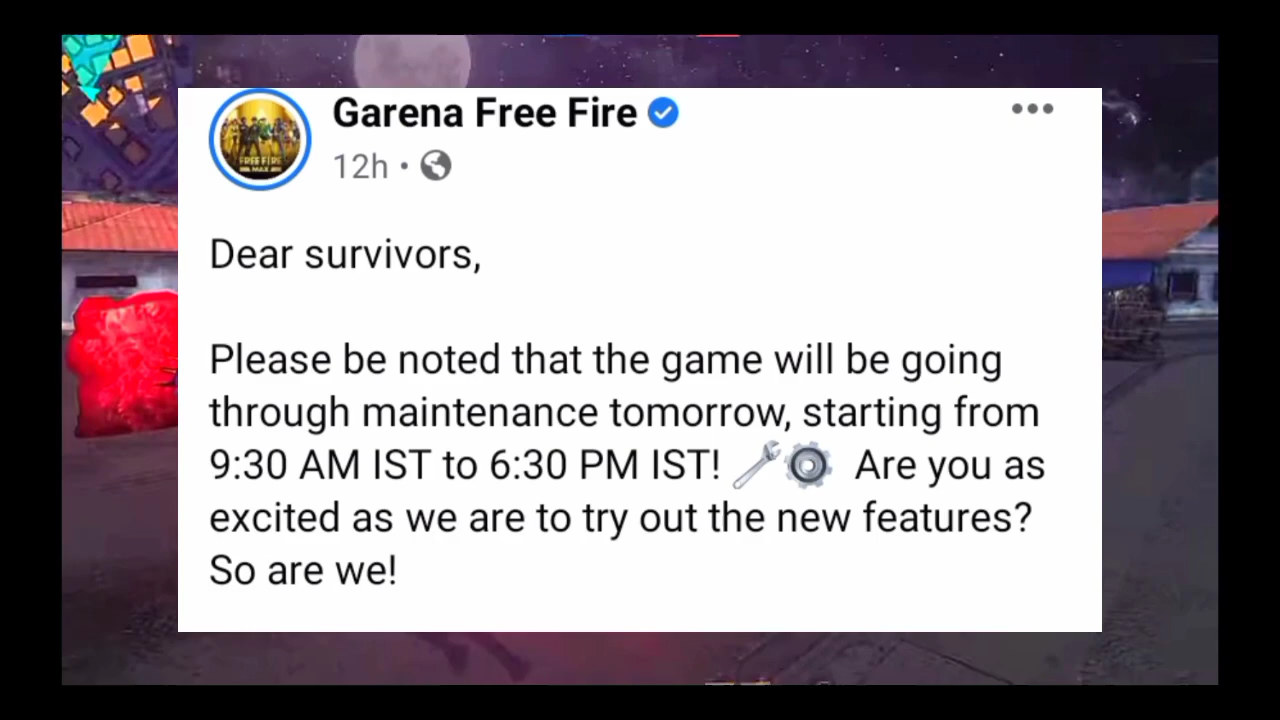 Garena Free Fire
12h •
FREE FIRE
Dear survivors,
Please be noted that the game will be going
through maintenance tomorrow, starting from
9:30 AM IST to 6:30 PM IST! 🔧⚙️ Are you as
excited as we are to try out the new features?
So are we!